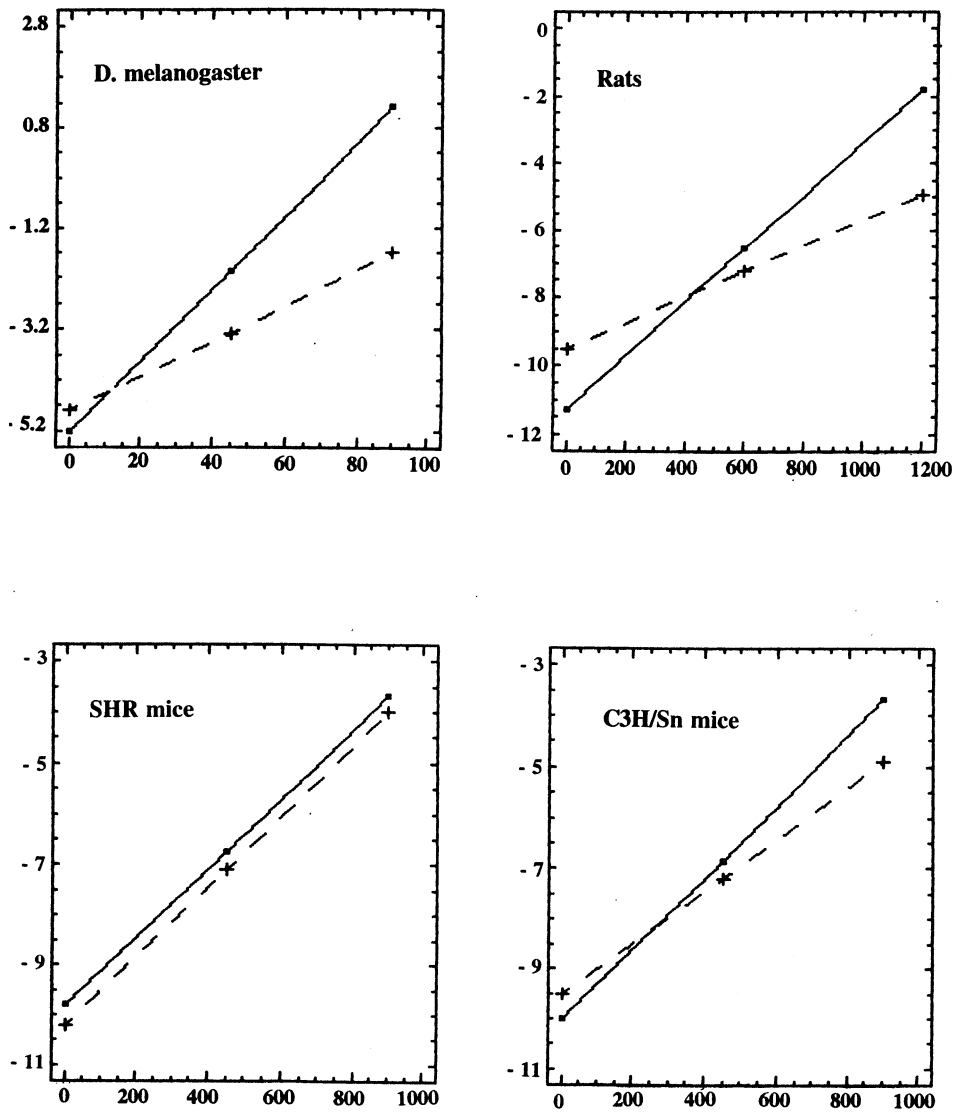 D. melanogaster
2.8
0.8
- 1.2
- 3.2
- 5.2
0 20 40 60 80 100
Rats
0
- 2
- 4
- 6
- 8
- 10
- 12
0 200 400 600 800 1000 1200
SHR mice
- 3
- 5
- 7
- 9
- 11
0 200 400 600 800 1000
C3H/Sn mice
- 3
- 5
- 7
- 9
- 11
0 200 400 600 800 1000